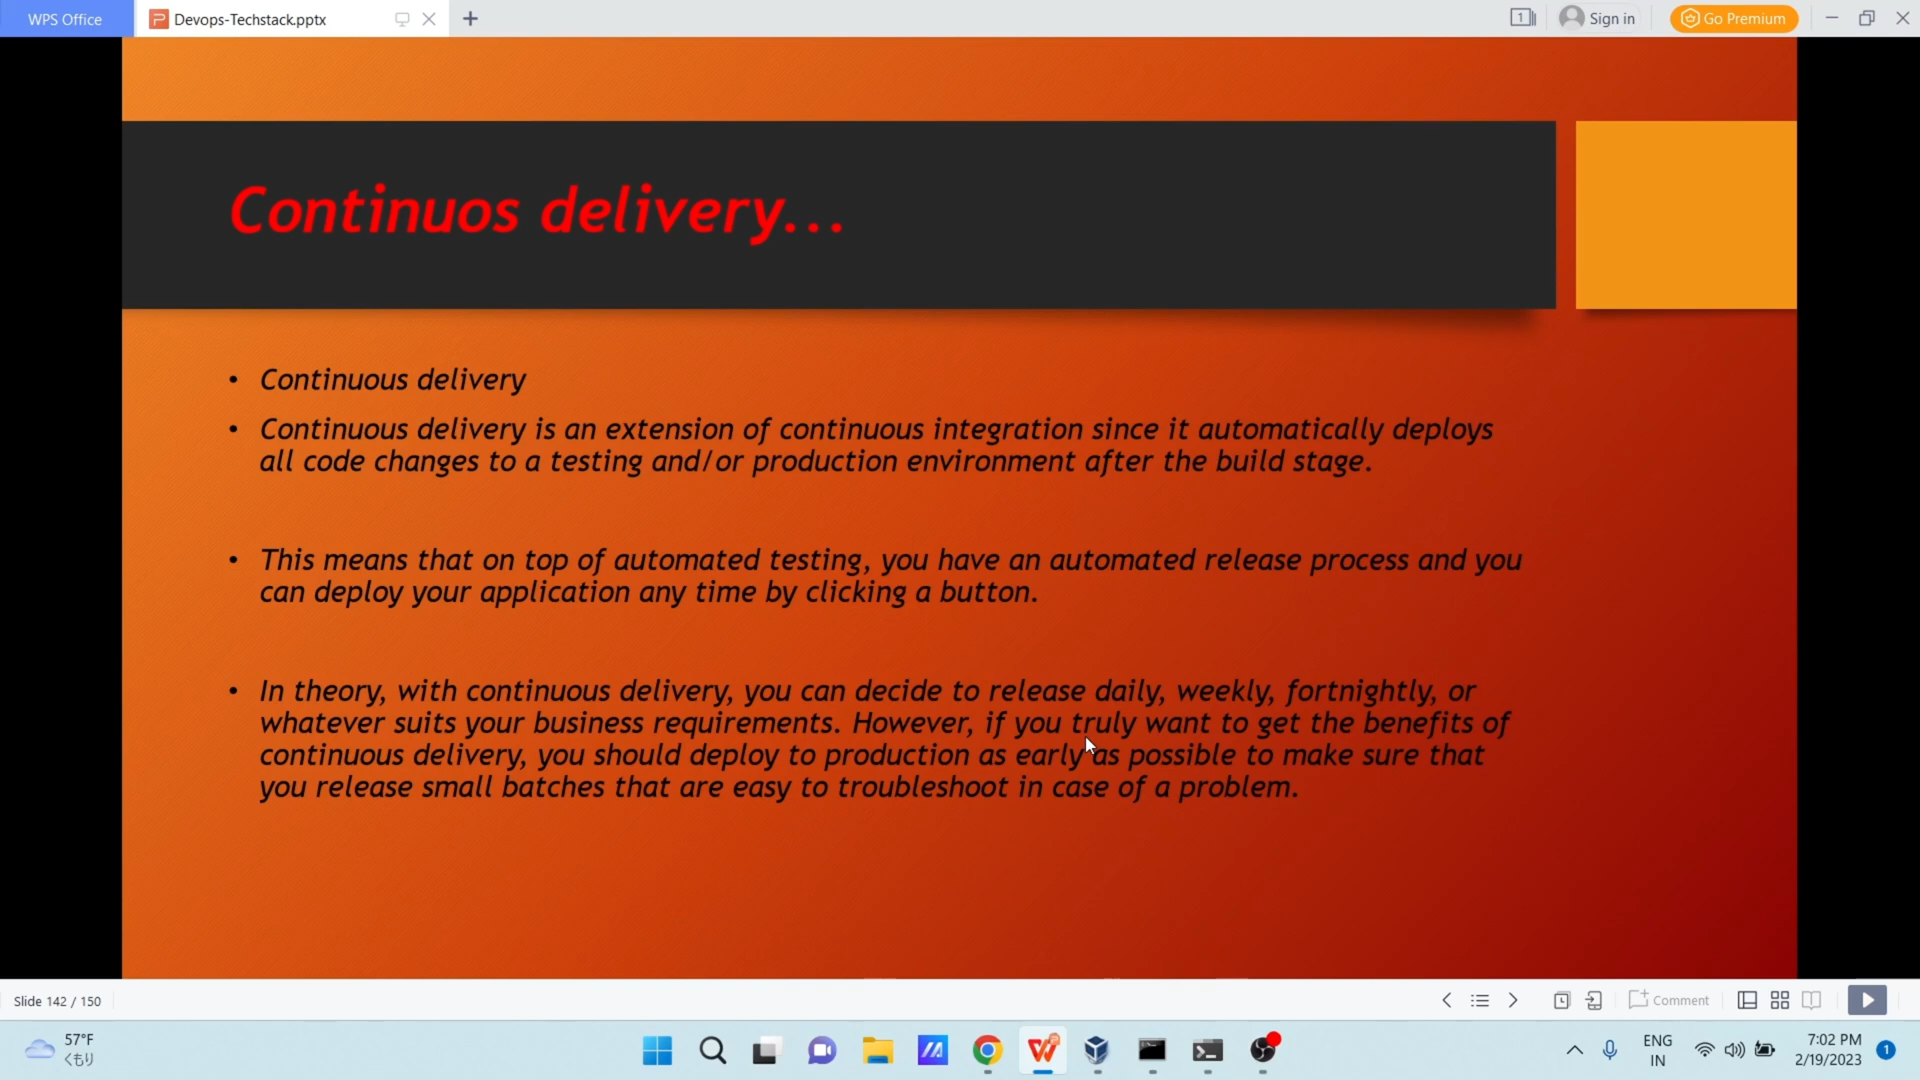 WPS Office
Devops-Techstack.pptx
1
Sign in
Go Premium
Continuos delivery...
• Continuous delivery
• Continuous delivery is an extension of continuous integration since it automatically deploys
all code changes to a testing and/or production environment after the build stage.
• This means that on top of automated testing, you have an automated release process and you
can deploy your application any time by clicking a button.
• In theory, with continuous delivery, you can decide to release daily, weekly, fortnightly, or
whatever suits your business requirements. However, if you truly want to get the benefits of
continuous delivery, you should deploy to production as early as possible to make sure that
you release small batches that are easy to troubleshoot in case of a problem.
Slide 142 / 150
Comment
57°F
くもり
ENG
IN
7:02 PM
2/19/2023
1